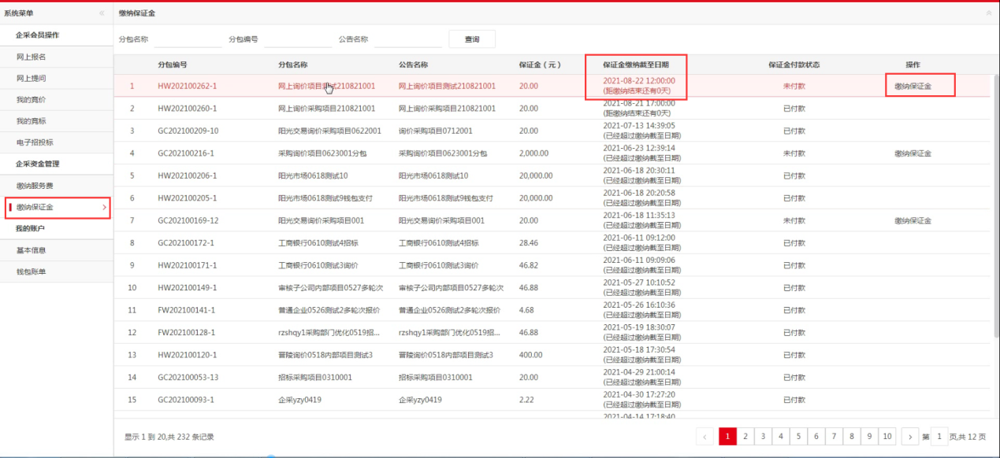 系统菜单 «
缴纳保证金
企采会员操作
网上报名
网上提问
我的竞价
我的竞标
电子招投标
企采资金管理
缴纳服务费
缴纳保证金 >
我的账户
基本信息
钱包账单
分包名称 分包编号 公告名称 查询
分包编号 分包名称 公告名称 保证金（元） 保证金缴纳截至日期 保证金付款状态 操作
1 HW202100262-1 网上询价项目测试210821001 网上询价项目测试210821001 20.00 2021-08-22 12:00:00 未付款 缴纳保证金
(距缴纳结束还有0天)
2 HW202100260-1 网上询价采购项目210821001 网上询价采购项目210821001 20.00 2021-08-21 17:00:00 已付款
(距缴纳结束还有0天)
3 GC202100209-10 阳光交易询价采购项目0622001 询价采购项目0712001 20.00 2021-07-13 14:39:05 已付款
(已经超过缴纳截至日期)
4 GC202100216-1 采购询价项目0623001分包 采购询价项目0623001分包 2,000.00 2021-06-23 12:39:14 未付款 缴纳保证金
(已经超过缴纳截至日期)
5 HW202100206-1 阳光市场0618测试10 阳光市场0618测试10 20,000.00 2021-06-18 20:30:11 已付款
(已经超过缴纳截至日期)
6 HW202100205-1 阳光市场0618测试9钱包支付 阳光市场0618测试9钱包支付 20,000.00 2021-06-18 20:20:58 已付款
(已经超过缴纳截至日期)
7 GC202100169-12 阳光交易询价采购项目001 阳光交易询价采购项目001 20.00 2021-06-18 11:35:13 未付款 缴纳保证金
(已经超过缴纳截至日期)
8 GC202100172-1 工商银行0610测试4招标 工商银行0610测试4招标 28.46 2021-06-11 09:12:00 已付款
(已经超过缴纳截至日期)
9 HW202100171-1 工商银行0610测试3询价 工商银行0610测试3询价 46.82 2021-06-11 09:09:06 已付款
(已经超过缴纳截至日期)
10 HW202100149-1 审核子公司内部项目0527多轮次 审核子公司内部项目0527多轮次 46.88 2021-05-27 10:10:52 已付款
(已经超过缴纳截至日期)
11 FW202100141-1 普通企业0526测试2多轮次报价 普通企业0526测试2多轮次报价 4.68 2021-05-26 16:10:36 已付款
(已经超过缴纳截至日期)
12 FW202100128-1 rzshqy1采购部门优化0519招... rzshqy1采购部门优化0519招... 46.88 2021-05-19 18:30:07 已付款
(已经超过缴纳截至日期)
13 HW202100120-1 晋陵询价0518内部项目测试3 晋陵询价0518内部项目测试3 400.00 2021-05-18 17:30:54 已付款
(已经超过缴纳截至日期)
14 GC202100053-13 招标采购项目0310001 招标采购项目0310001 20.00 2021-04-29 21:00:14 已付款
(已经超过缴纳截至日期)
15 GC202100093-1 企采yzy0419 企采yzy0419 2.22 2021-04-30 17:27:20 已付款
(已经超过缴纳截至日期)
2021-04-14 17:18:40
显示 1 到 20,共 232 条记录
< 1 2 3 4 5 6 7 8 9 10 > 第 1 页,共 12 页